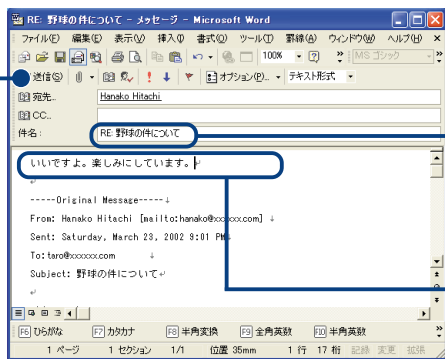 RE: 野球の件について - メッセージ - Microsoft Word
ファイル(F) 編集(E) 表示(V) 挿入(I) 書式(O) ツール(T) 罫線(A) ウィンドウ(W) ヘルプ(H)
100% MS ゴシック
送信(S) オプション(P)... テキスト形式
宛先... Hanako Hitachi
CC...
件名: RE: 野球の件について
いいですよ。楽しみにしています。
-----Original Message-----
From: Hanako Hitachi [mailto:hanako@xxxxxx.com]
Sent: Saturday, March 23, 2002 9:01 PM
To: taro@xxxxxx.com
Subject: 野球の件について
F6 ひらがな F7 カタカナ F8 半角変換 F9 全角英数 F10 半角英数
1 ページ 1 セクション 1/1 位置 35mm 1 行 17 桁 記録 変更 拡張